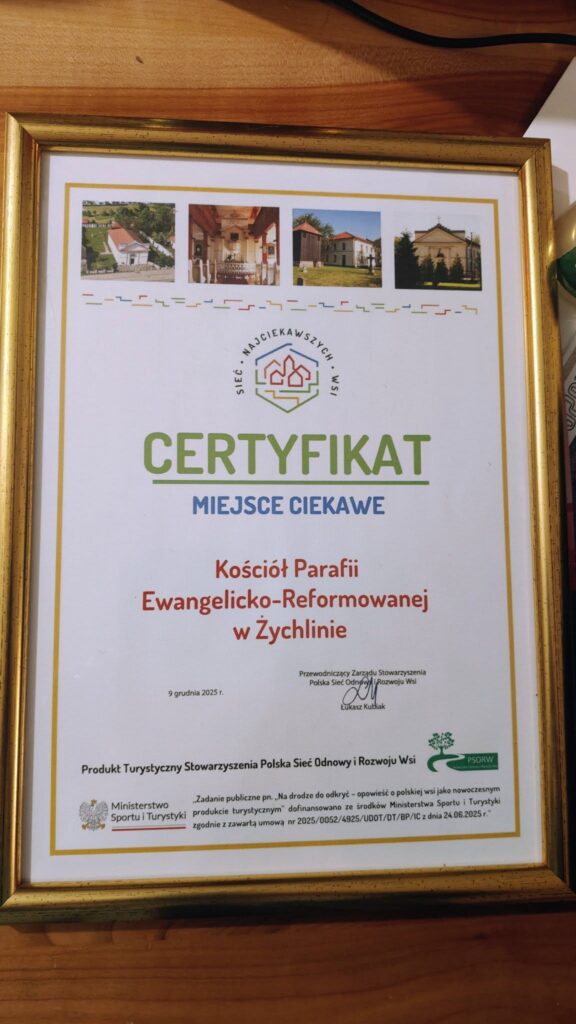 SIEĆ • NAJCIEKAWSZYCH • WSI
CERTYFIKAT
MIEJSCE CIEKAWE
Kościół Parafii
Ewangelicko-Reformowanej
w Żychlinie
9 grudnia 2025 r.
Przewodniczący Zarządu Stowarzyszenia
Polska Sieć Odnowy i Rozwoju Wsi
Łukasz
Produkt Turystyczny Stowarzyszenia Polska Sieć Odnowy i Rozwoju Wsi
PSORW
Ministerstwo
Sportu i Turystyki
„Zadanie publiczne pn. „Na drodze do odkryć – opowieść o polskiej wsi jako nowoczesnym
produkcie turystycznym" dofinansowano ze środków Ministerstwa Sportu i Turystyki
zgodnie z zawartą umową nr 2025/0052/4925/UDOT/DT/BP/IC z dnia 24.06.2025 r."